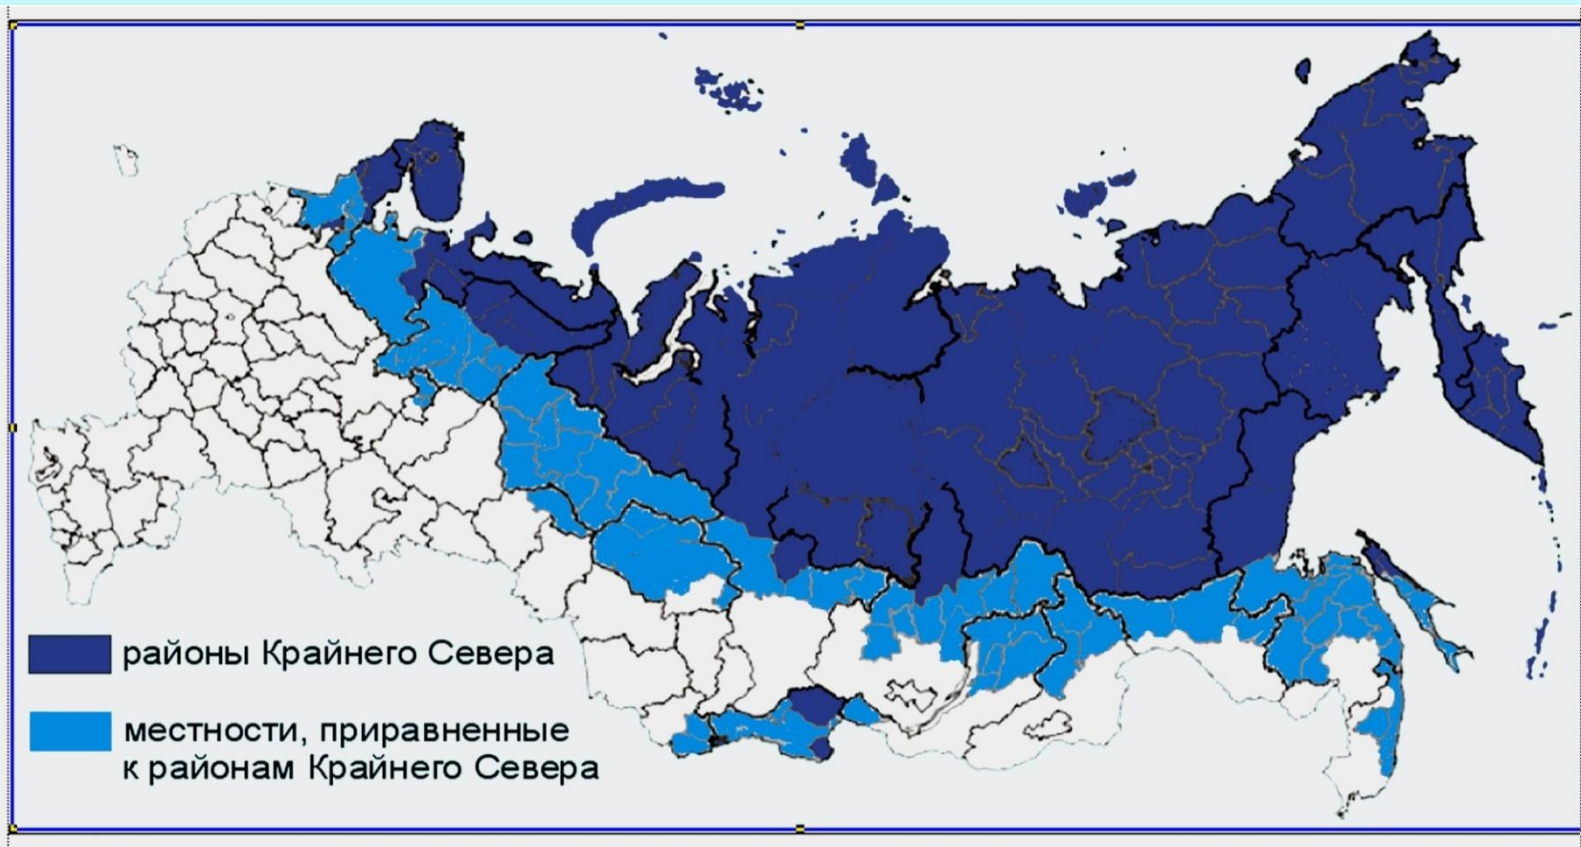 районы Крайнего Севера
местности, приравненные
к районам Крайнего Севера